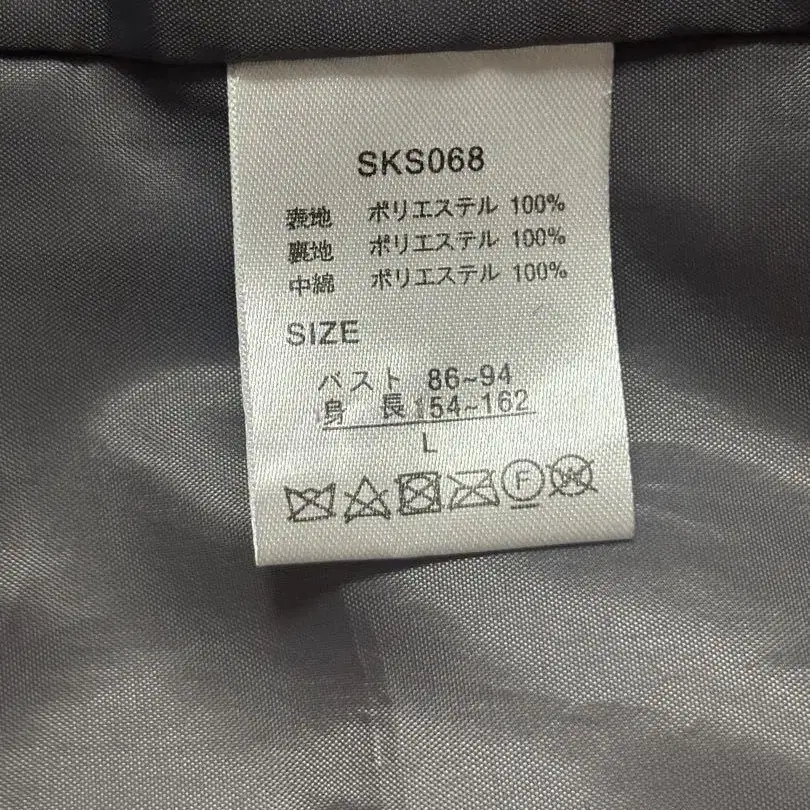 SKS068
表地 ポリエステル 100%
裏地 ポリエステル 100%
中綿 ポリエステル 100%
SIZE
バスト 86~94
身長 154~162
L
F W